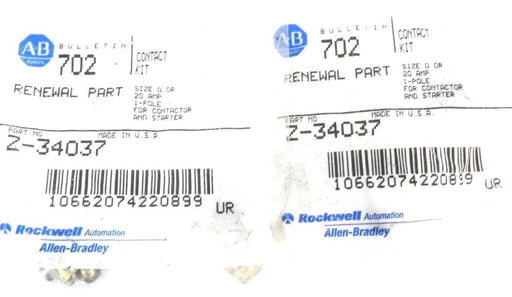 AB
BULLETIN
702
CONTACT
KIT
RENEWAL PART
SIZE 0 OR
20 AMP
1-POLE
FOR CONTACTOR
AND STARTER
PART NO
MADE IN U.S.A.
Z-34037
10662074220899
UR
Rockwell Automation
Allen-Bradley
AB
BULLETIN
702
CONTACT
KIT
RENEWAL PART
SIZE 0 OR
20 AMP
1-POLE
FOR CONTACTOR
AND STARTER
PART NO
MADE IN U.S.A.
Z-34037
10662074220899
UR
Rockwell Automation
Allen-Bradley